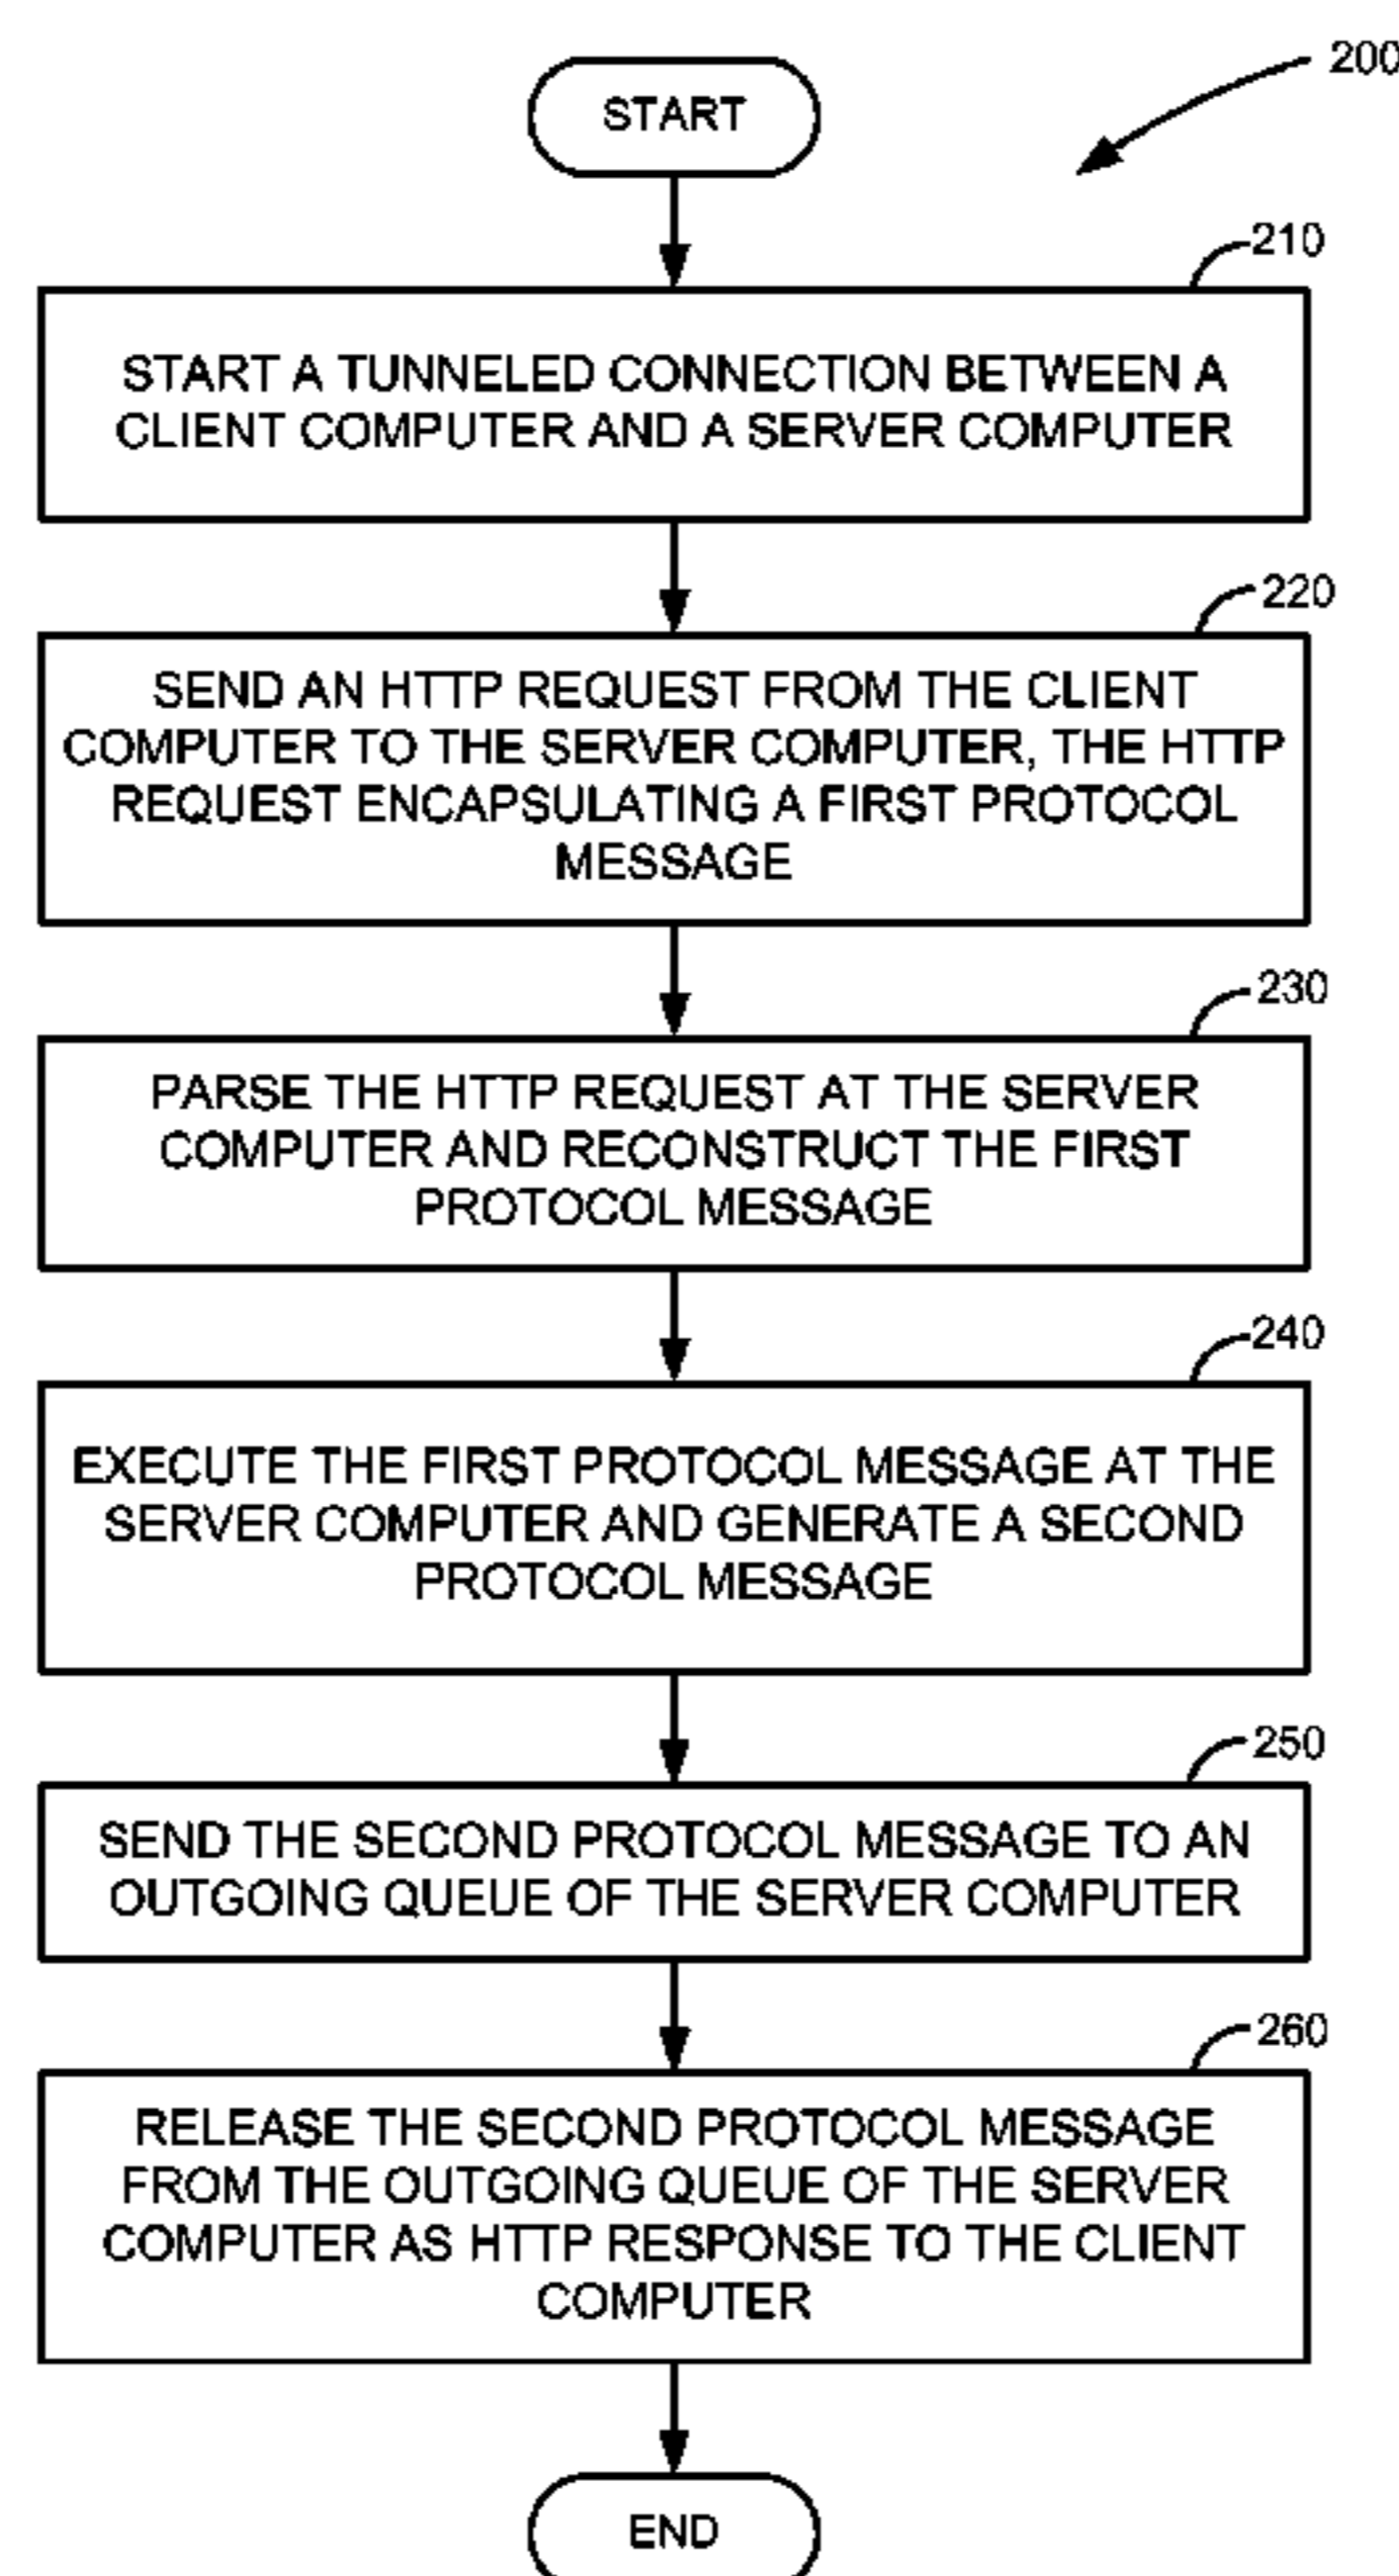 200
START
210
START A TUNNELED CONNECTION BETWEEN A
CLIENT COMPUTER AND A SERVER COMPUTER
220
SEND AN HTTP REQUEST FROM THE CLIENT
COMPUTER TO THE SERVER COMPUTER, THE HTTP
REQUEST ENCAPSULATING A FIRST PROTOCOL
MESSAGE
230
PARSE THE HTTP REQUEST AT THE SERVER
COMPUTER AND RECONSTRUCT THE FIRST
PROTOCOL MESSAGE
240
EXECUTE THE FIRST PROTOCOL MESSAGE AT THE
SERVER COMPUTER AND GENERATE A SECOND
PROTOCOL MESSAGE
250
SEND THE SECOND PROTOCOL MESSAGE TO AN
OUTGOING QUEUE OF THE SERVER COMPUTER
260
RELEASE THE SECOND PROTOCOL MESSAGE
FROM THE OUTGOING QUEUE OF THE SERVER
COMPUTER AS HTTP RESPONSE TO THE CLIENT
COMPUTER
END